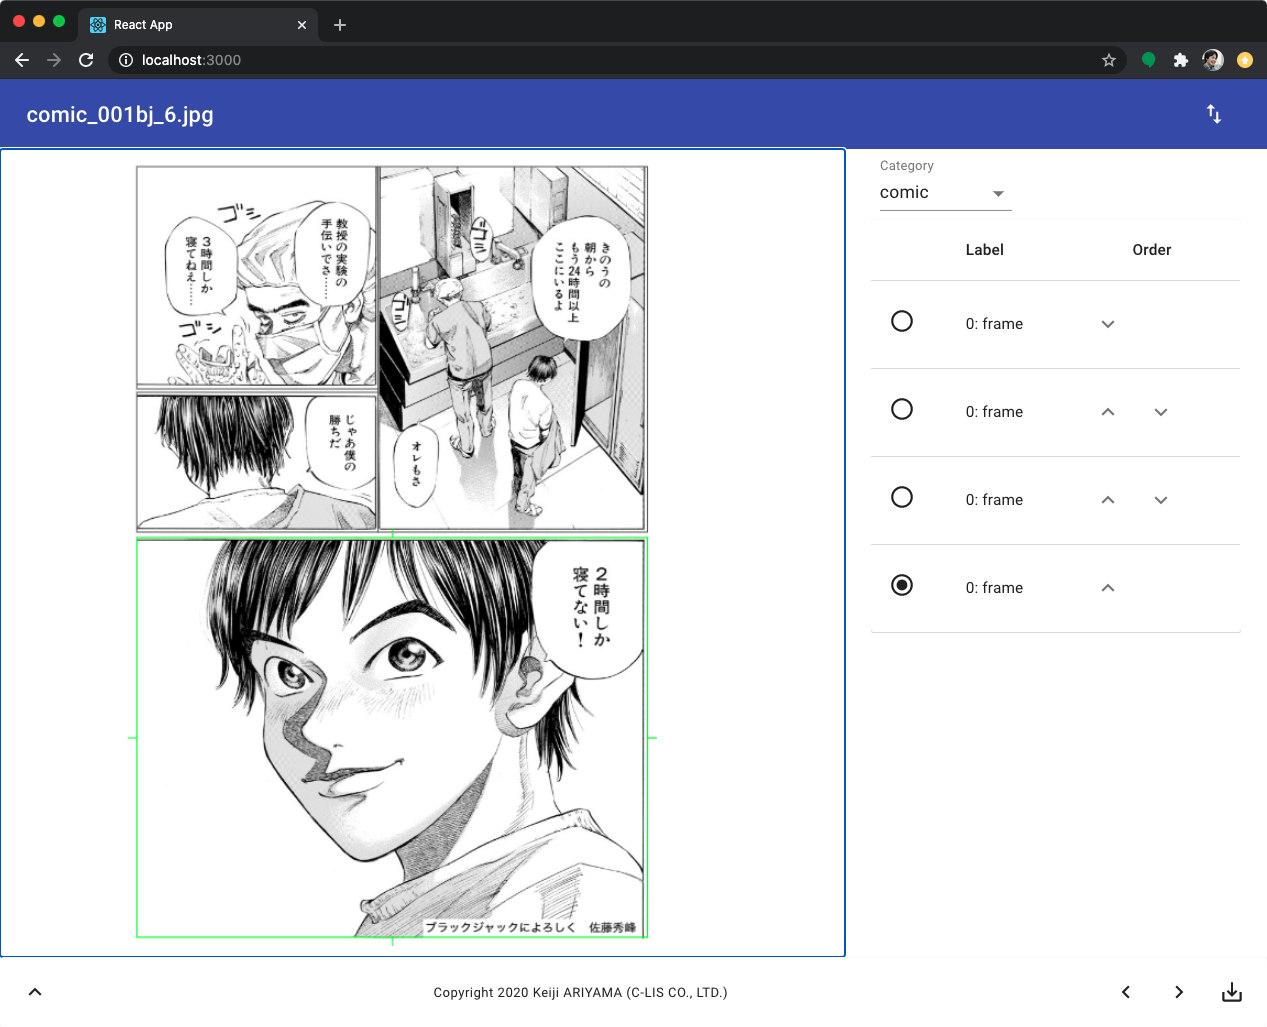 React App
localhost:3000
comic_001bj_6.jpg
きのうの
朝から
もう24時間以上
ここにいるよ
ゴシ
ゴシ
オレもさ
教授の実験の
手伝いでさ……
ゴシ
3時間しか
寝てねえ……
ゴシ
じゃあ僕の
勝ちだ
2時間しか
寝てない!
ブラックジャックによろしく 佐藤秀峰
Category
comic
Label Order
0: frame
0: frame
0: frame
0: frame
Copyright 2020 Keiji ARIYAMA (C-LIS CO., LTD.)